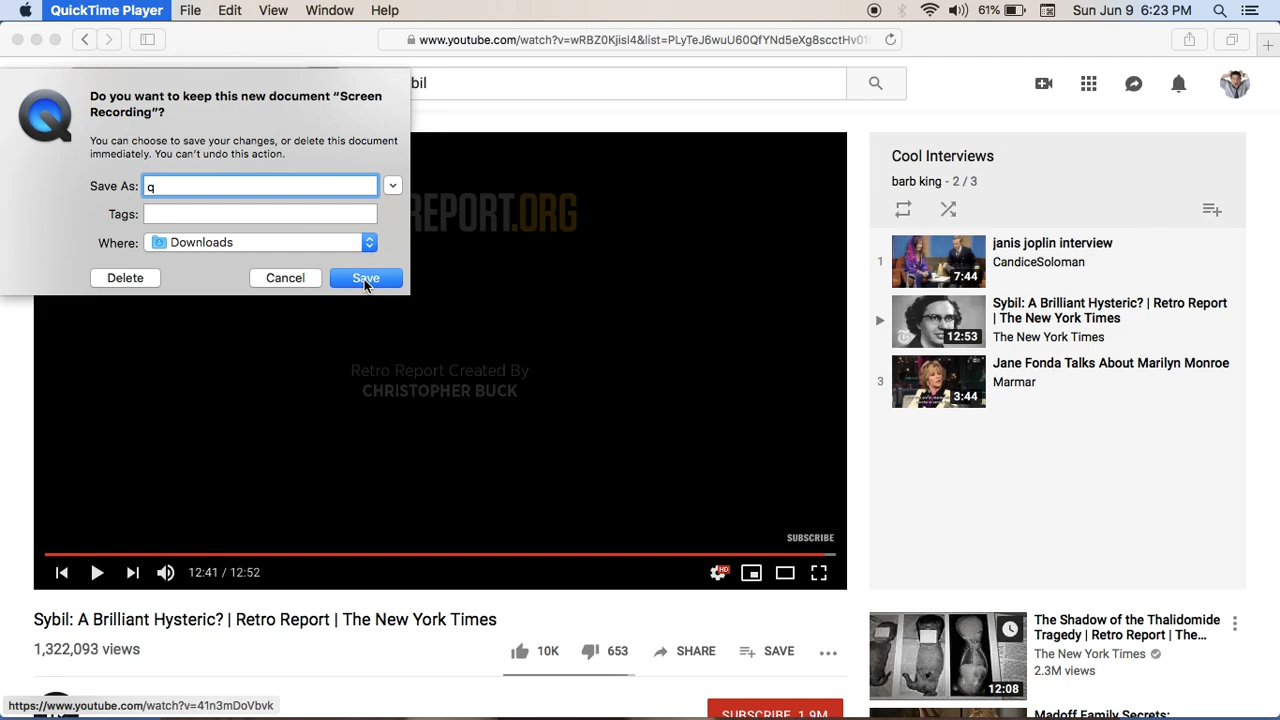 QuickTime Player File Edit View Window Help 61% Sun Jun 9 6:23 PM
www.youtube.com/watch?v=wRBZ0Kjisl4&list=PLyTeJ6wuU60QfYNd5eXg8scctHv01
Do you want to keep this new document “Screen
Recording”?
You can choose to save your changes, or delete this document
immediately. You can’t undo this action.
Save As: q
Tags:
Where: Downloads
Delete Cancel Save
bil
REPORT.ORG
Retro Report Created By
CHRISTOPHER BUCK
SUBSCRIBE
12:41 / 12:52
HD
Cool Interviews
barb king - 2 / 3
1
7:44
janis joplin interview
CandiceSoloman
12:53
Sybil: A Brilliant Hysteric? | Retro Report
| The New York Times
The New York Times
3
3:44
Jane Fonda Talks About Marilyn Monroe
Marmar
Sybil: A Brilliant Hysteric? | Retro Report | The New York Times
1,322,093 views
10K 653 SHARE SAVE
12:08
The Shadow of the Thalidomide
Tragedy | Retro Report | The...
The New York Times
2.3M views
https://www.youtube.com/watch?v=41n3mDoVbvk
SUBSCRIBE 1.9M
Madoff Family Secrets: